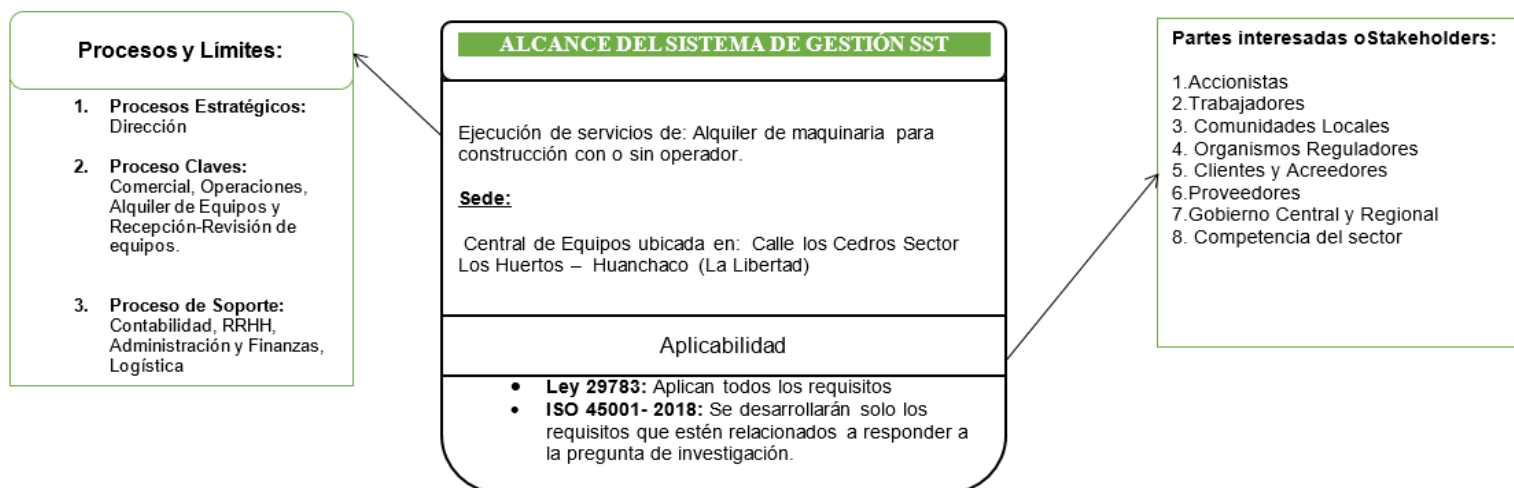 Procesos y Límites:
1. Procesos Estratégicos:
Dirección
2. Proceso Claves:
Comercial, Operaciones,
Alquiler de Equipos y
Recepción-Revisión de
equipos.
3. Proceso de Soporte:
Contabilidad, RRHH,
Administración y Finanzas,
Logística
ALCANCE DEL SISTEMA DE GESTIÓN SST
Ejecución de servicios de: Alquiler de maquinaria para
construcción con o sin operador.
Sede:
Central de Equipos ubicada en: Calle los Cedros Sector
Los Huertos – Huanchaco (La Libertad)
Aplicabilidad
• Ley 29783: Aplican todos los requisitos
• ISO 45001- 2018: Se desarrollarán solo los
requisitos que estén relacionados a responder a
la pregunta de investigación.
Partes interesadas oStakeholders:
1.Accionistas
2.Trabajadores
3. Comunidades Locales
4. Organismos Reguladores
5. Clientes y Acreedores
6.Proveedores
7.Gobierno Central y Regional
8. Competencia del sector